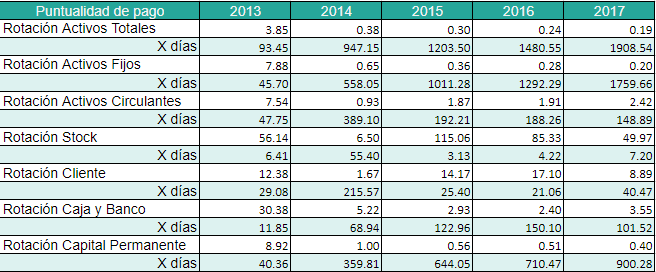 Puntualidad de pago 2013 2014 2015 2016 2017
Rotación Activos Totales 3.85 0.38 0.30 0.24 0.19
X días 93.45 947.15 1203.50 1480.55 1908.54
Rotación Activos Fijos 7.88 0.65 0.36 0.28 0.20
X días 45.70 558.05 1011.28 1292.29 1759.66
Rotación Activos Circulantes 7.54 0.93 1.87 1.91 2.42
X días 47.75 389.10 192.21 188.26 148.89
Rotación Stock 56.14 6.50 115.06 85.33 49.97
X días 6.41 55.40 3.13 4.22 7.20
Rotación Cliente 12.38 1.67 14.17 17.10 8.89
X días 29.08 215.57 25.40 21.06 40.47
Rotación Caja y Banco 30.38 5.22 2.93 2.40 3.55
X días 11.85 68.94 122.96 150.10 101.52
Rotación Capital Permanente 8.92 1.00 0.56 0.51 0.40
X días 40.36 359.81 644.05 710.47 900.28